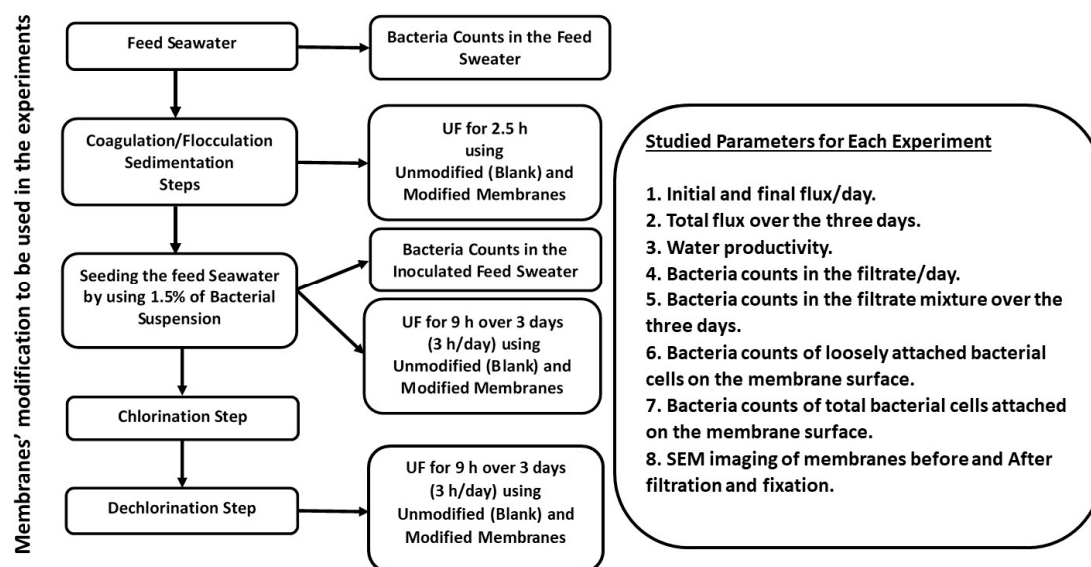 Membranes’ modification to be used in the experiments
Feed Seawater
Bacteria Counts in the Feed
Sweater
Coagulation/Flocculation
Sedimentation
Steps
UF for 2.5 h
using
Unmodified (Blank) and
Modified Membranes
Seeding the feed Seawater
by using 1.5% of Bacterial
Suspension
Bacteria Counts in the
Inoculated Feed Sweater
UF for 9 h over 3 days
(3 h/day) using
Unmodified (Blank) and
Modified Membranes
Chlorination Step
Dechlorination Step
UF for 9 h over 3 days
(3 h/day) using
Unmodified (Blank) and
Modified Membranes
Studied Parameters for Each Experiment
1. Initial and final flux/day.
2. Total flux over the three days.
3. Water productivity.
4. Bacteria counts in the filtrate/day.
5. Bacteria counts in the filtrate mixture over the
three days.
6. Bacteria counts of loosely attached bacterial
cells on the membrane surface.
7. Bacteria counts of total bacterial cells attached
on the membrane surface.
8. SEM imaging of membranes before and After
filtration and fixation.